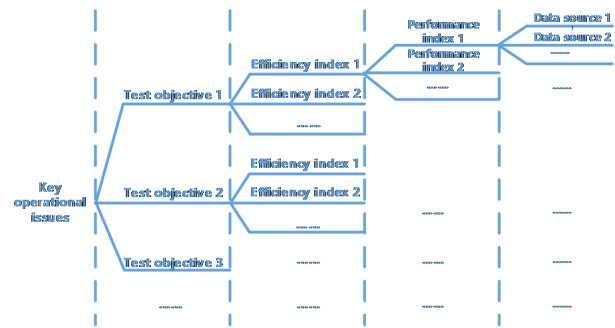 Performance
index 1
Data source 1
Data source 2
Performance
index 2
Efficiency index 1
Test objective 1
Efficiency index 2
Efficiency index 1
Key
operational
issues
Test objective 2
Efficiency index 2
Test objective 3